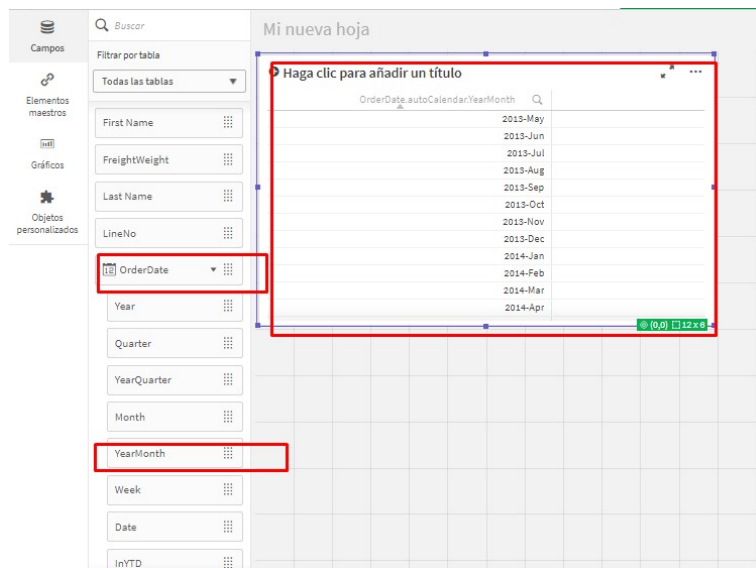 Campos
Elementos
maestros
Gráficos
Objetos
personalizados
Buscar
Filtrar por tabla
Todas las tablas
First Name
FreightWeight
Last Name
LineNo
12 OrderDate
Year
Quarter
YearQuarter
Month
YearMonth
Week
Date
InYTD
Mi nueva hoja
Haga clic para añadir un título
OrderDate.autoCalendar.YearMonth
2013-May
2013-Jun
2013-Jul
2013-Aug
2013-Sep
2013-Oct
2013-Nov
2013-Dec
2014-Jan
2014-Feb
2014-Mar
2014-Apr
(0,0) 12 x 6